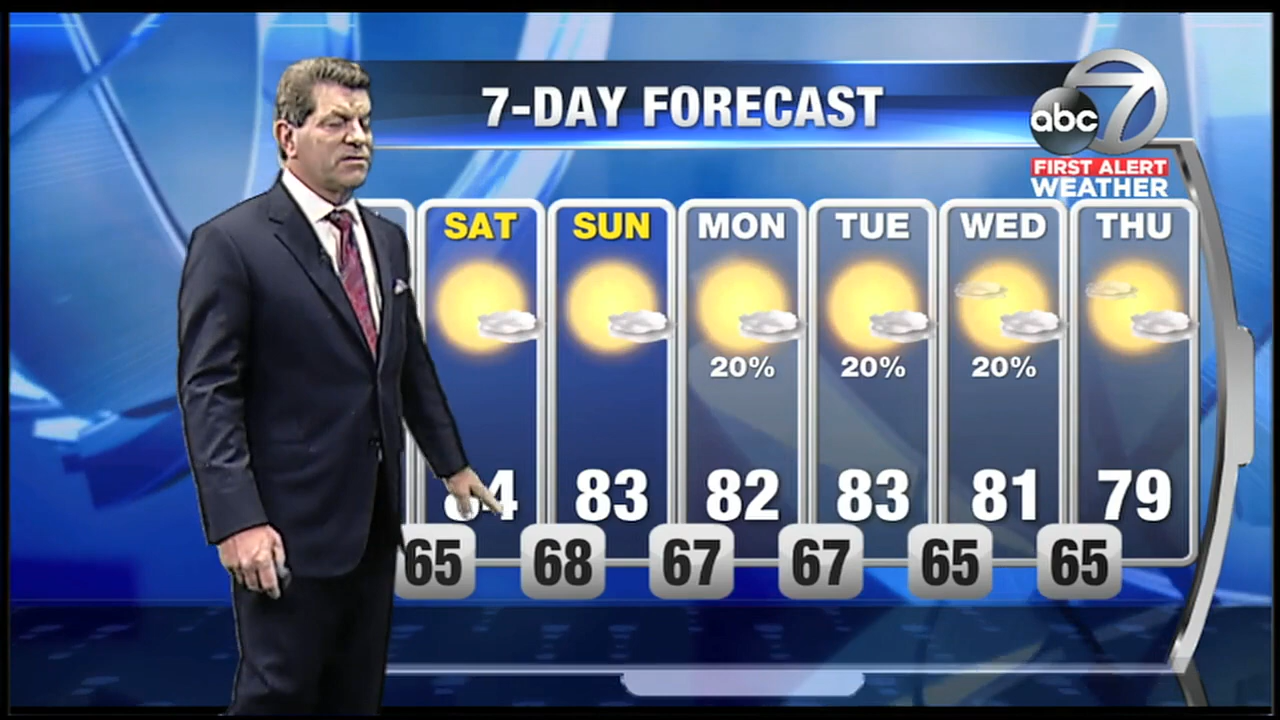 7-DAY FORECAST
abc 7
FIRST ALERT
WEATHER
SAT SUN MON TUE WED THU
20% 20% 20%
84 83 82 83 81 79
65 68 67 67 65 65